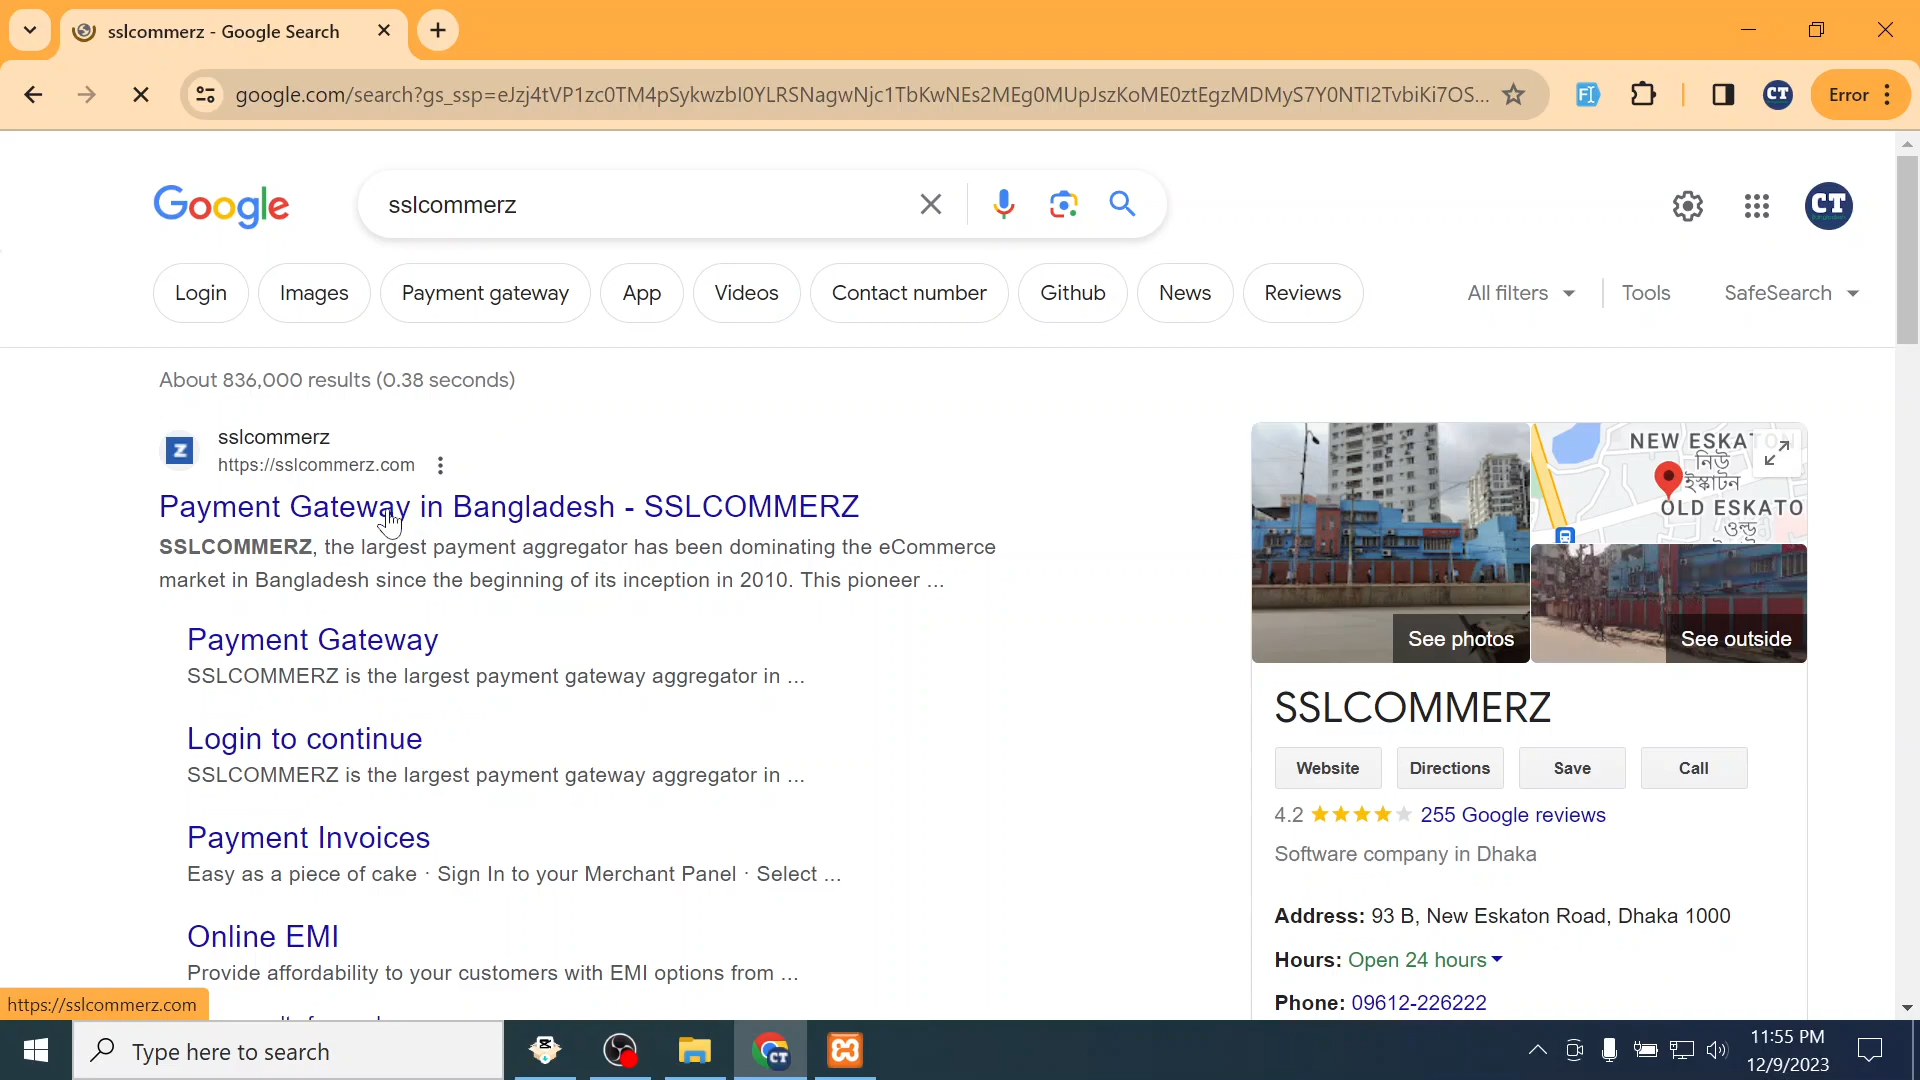 sslcommerz - Google Search
google.com/search?gs_ssp=eJzj4tVP1zc0TM4pSykwzbI0YLRSNagwNjc1TbKwNEs2MEg0MUpJszKoME0ztEgzMDMyS7Y0NTI2TvbiKi7OS...
Error
CT
Google
sslcommerz
CT
Login
Images
Payment gateway
App
Videos
Contact number
Github
News
Reviews
All filters
Tools
SafeSearch
About 836,000 results (0.38 seconds)
sslcommerz
https://sslcommerz.com
Payment Gateway in Bangladesh - SSLCOMMERZ
SSLCOMMERZ, the largest payment aggregator has been dominating the eCommerce
market in Bangladesh since the beginning of its inception in 2010. This pioneer ...
Payment Gateway
SSLCOMMERZ is the largest payment gateway aggregator in ...
Login to continue
SSLCOMMERZ is the largest payment gateway aggregator in ...
Payment Invoices
Easy as a piece of cake · Sign In to your Merchant Panel · Select ...
Online EMI
Provide affordability to your customers with EMI options from ...
NEW ESKATON
নিউ
ইস্কাটন
OLD ESKATO
ওল্ড
See photos
See outside
SSLCOMMERZ
Website
Directions
Save
Call
4.2
255 Google reviews
Software company in Dhaka
Address: 93 B, New Eskaton Road, Dhaka 1000
Hours: Open 24 hours
Phone: 09612-226222
https://sslcommerz.com
Type here to search
CT
11:55 PM
12/9/2023